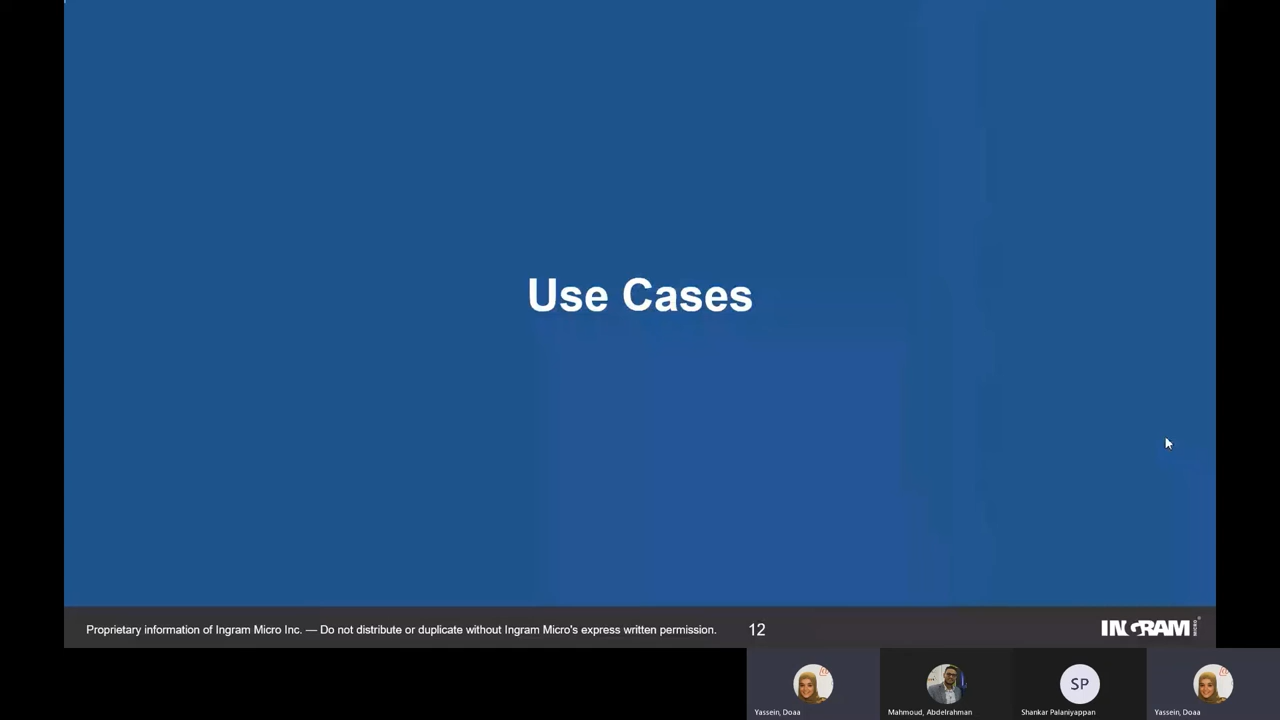 Use Cases
Proprietary information of Ingram Micro Inc. — Do not distribute or duplicate without Ingram Micro's express written permission.
12
INGRAM MICRO
SP
Yassein, Doaa
Mahmoud, Abdelrahman
Shankar Palaniyappan
Yassein, Doaa